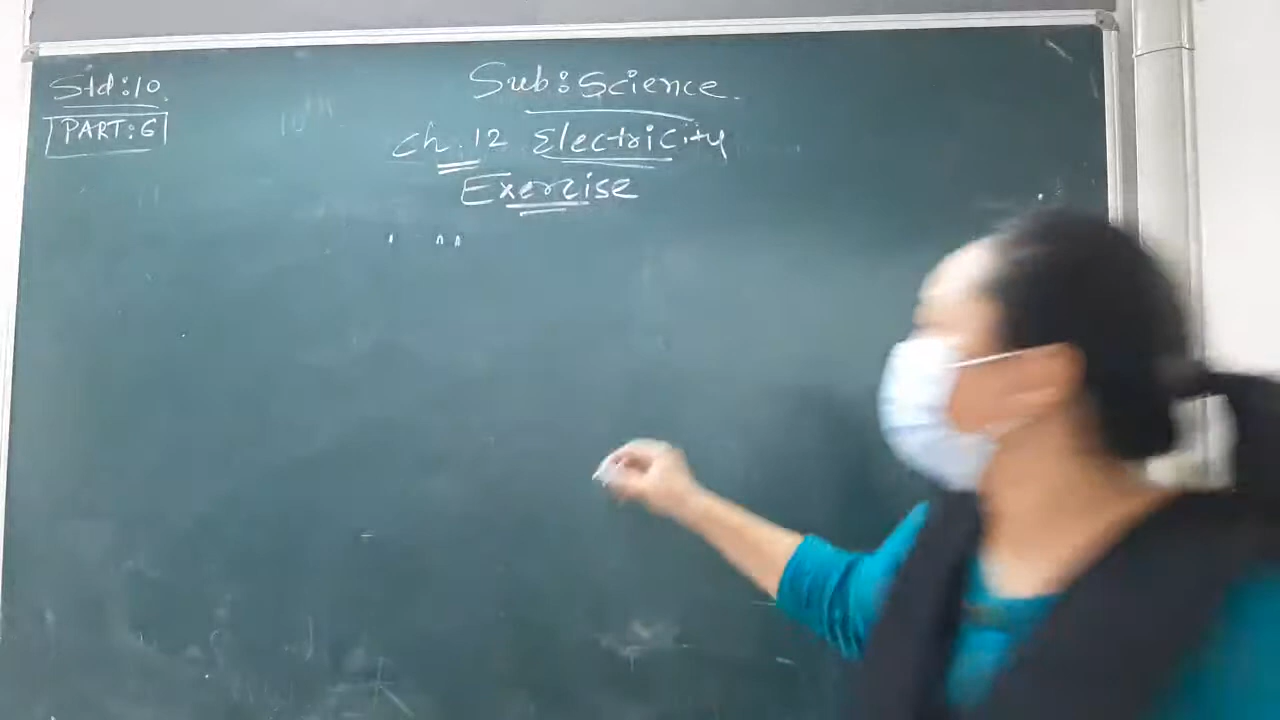 Std:10.
PART:6
Sub:Science.
Ch.12 Electricity
Exercise